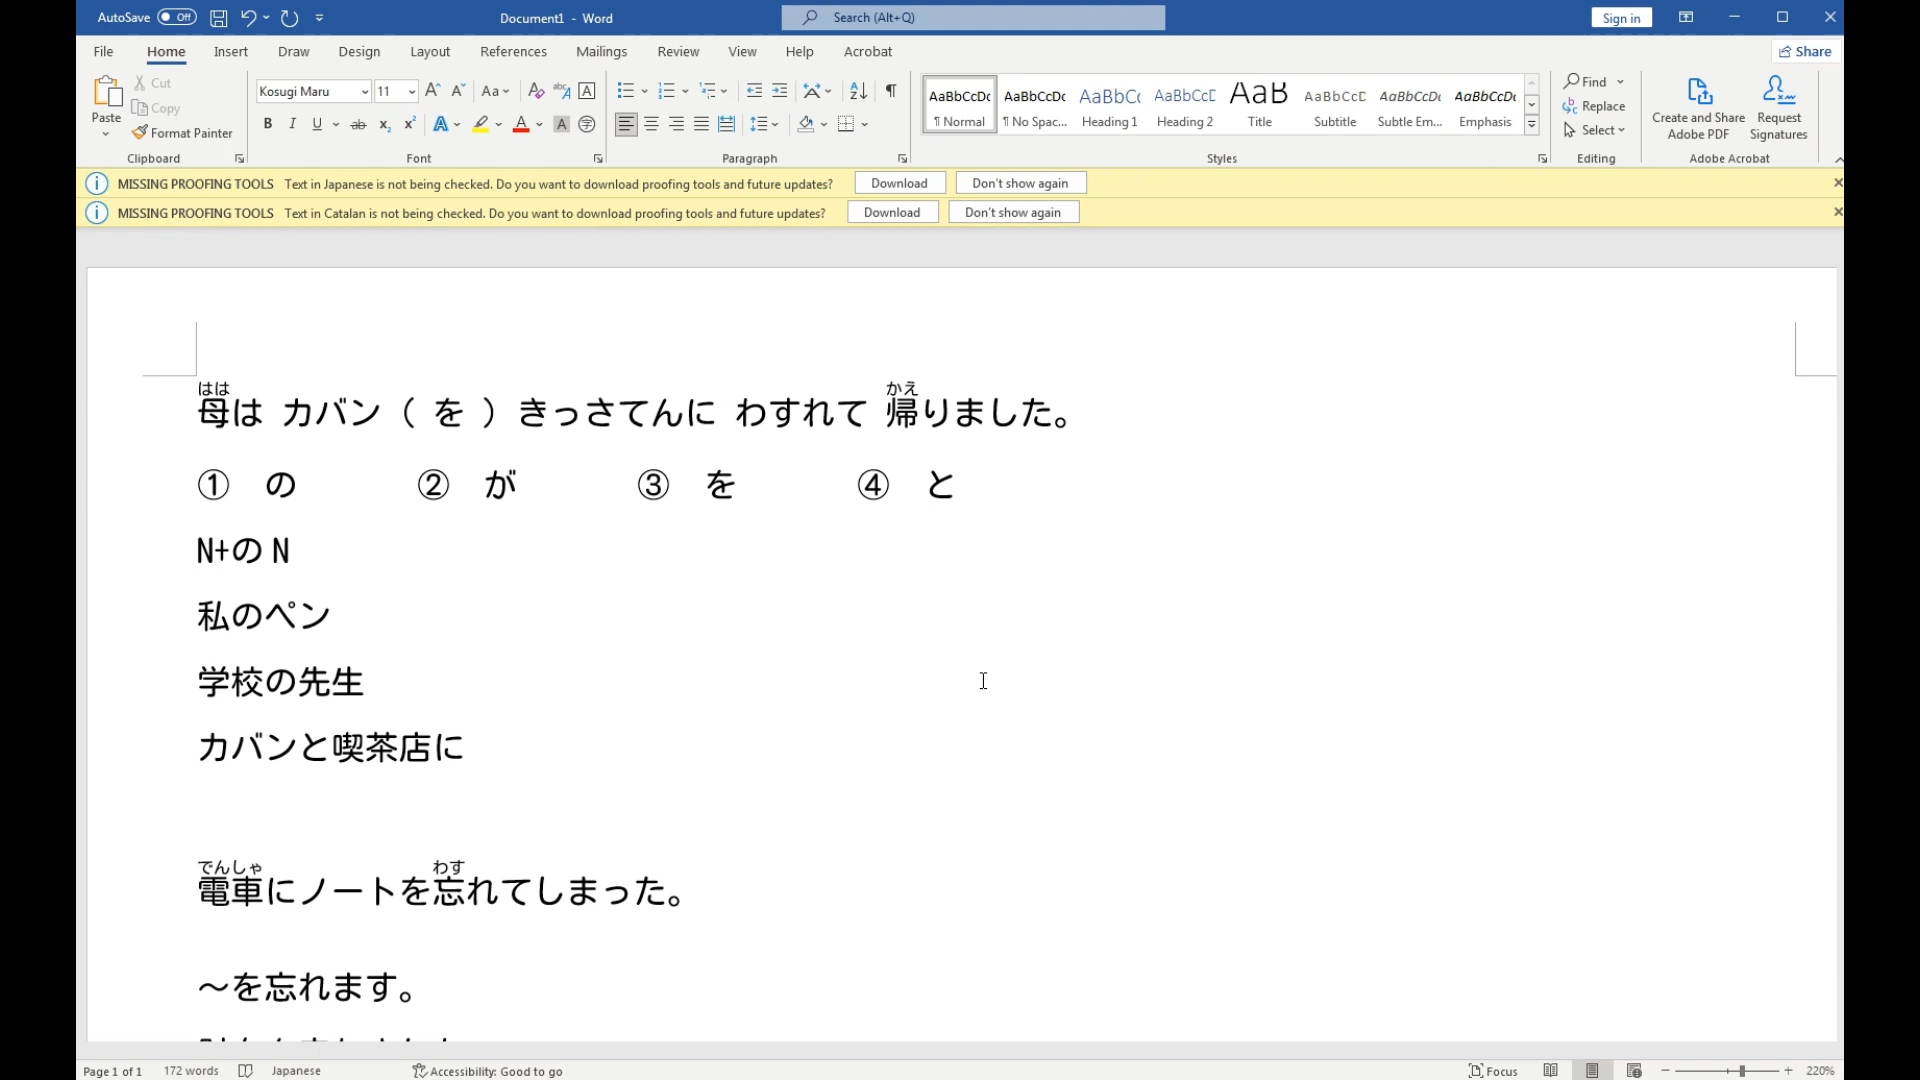 AutoSave Off Document1 - Word Search (Alt+Q) Sign in
File Home Insert Draw Design Layout References Mailings Review View Help Acrobat Share
Paste Cut Copy Format Painter Clipboard
Kosugi Maru 11 Font
Paragraph
AaBbCcDc AaBbCcDc AaBbCc AaBbCcD AaB AaBbCcD AaBbCcDc AaBbCcDc
¶ Normal ¶ No Spac... Heading 1 Heading 2 Title Subtitle Subtle Em... Emphasis
Styles
Find Replace Select Editing
Create and Share Adobe PDF Request Signatures Adobe Acrobat
MISSING PROOFING TOOLS Text in Japanese is not being checked. Do you want to download proofing tools and future updates? Download Don't show again
MISSING PROOFING TOOLS Text in Catalan is not being checked. Do you want to download proofing tools and future updates? Download Don't show again
はは かえ
母は カバン（ を ）きっさてんに わすれて 帰りました。
① の ② が ③ を ④ と
N+のN
私のペン
学校の先生
カバンと喫茶店に
でんしゃ わす
電車にノートを忘れてしまった。
～を忘れます。
Page 1 of 1 172 words Japanese Accessibility: Good to go Focus 220%